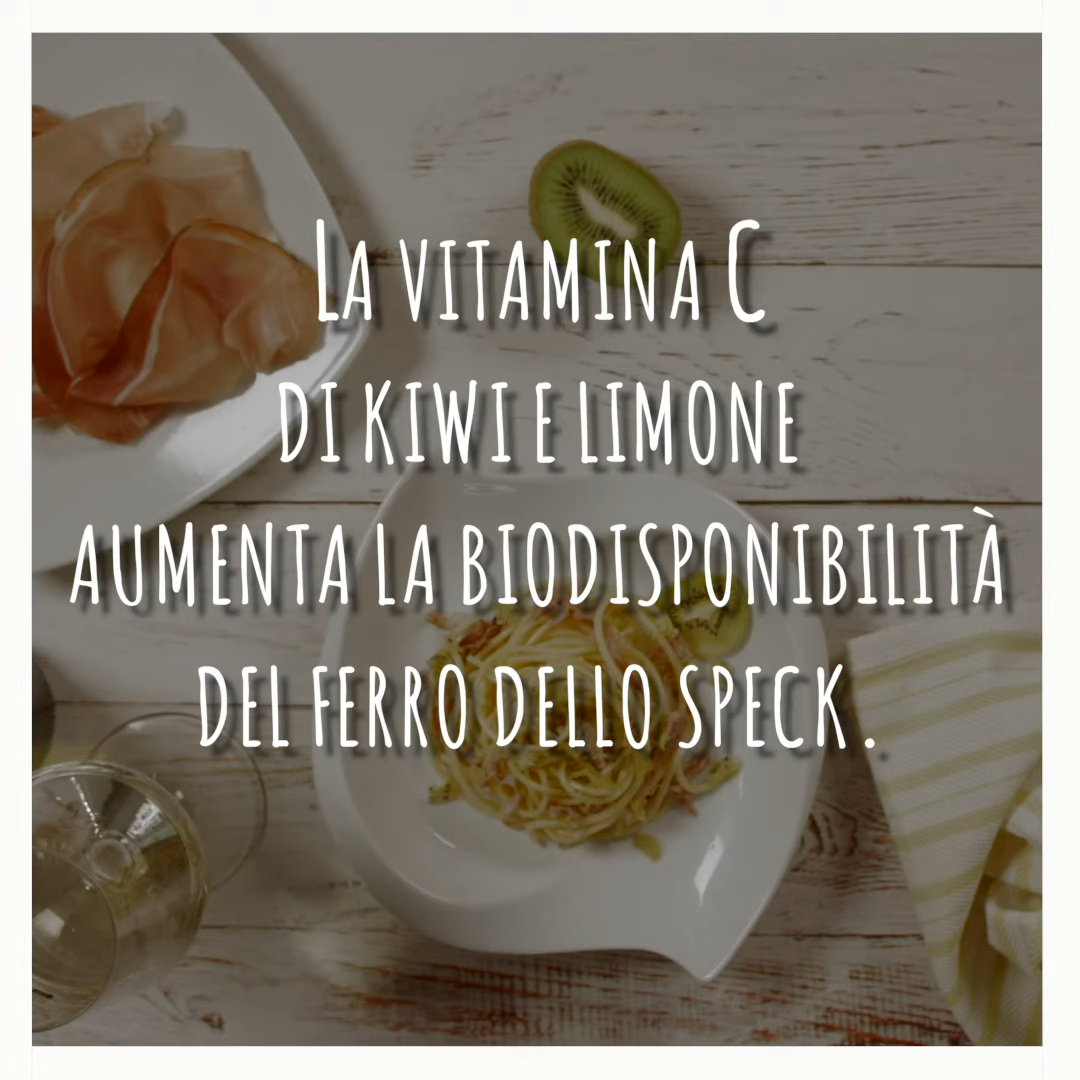 La vitamina C
di kiwi e limone
aumenta la biodisponibilità
del ferro dello speck.